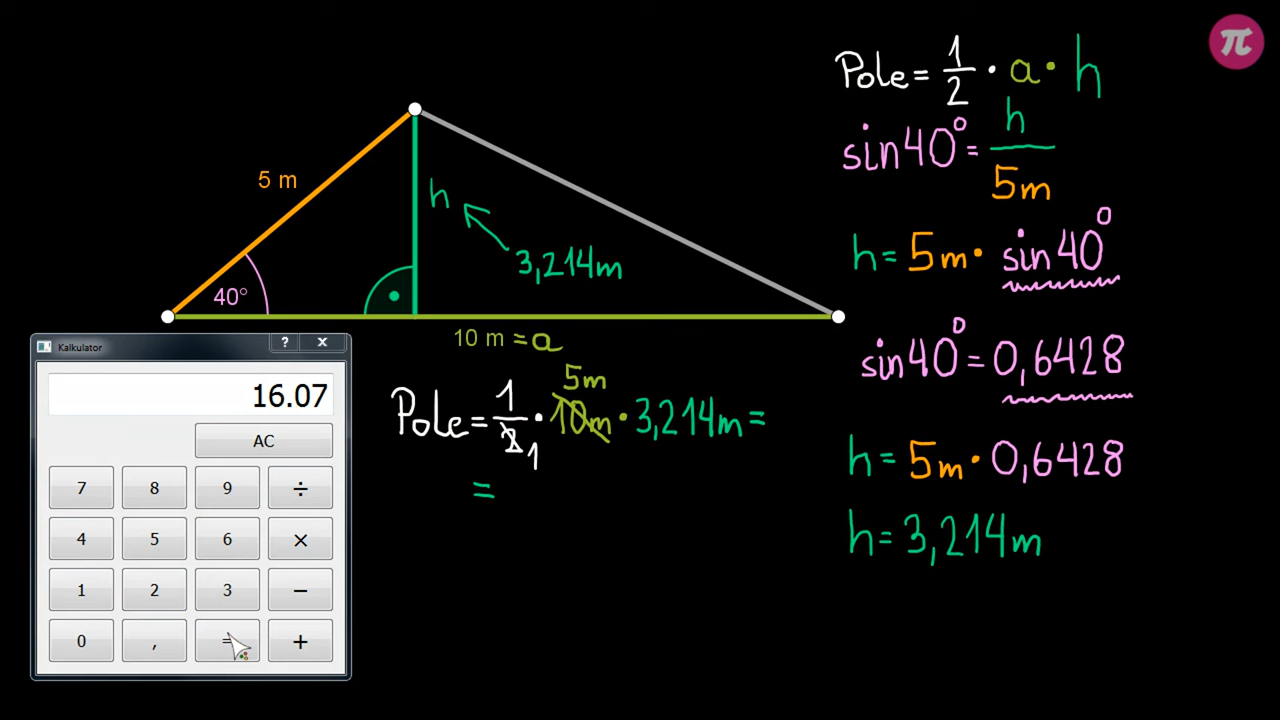 π
Pole = 1/2 · a · h
sin40° = h/5m
5 m
h
3,214m
h = 5m · sin40°
40°
10 m = a
sin40° = 0,6428
5m
Pole = 1/2 1 · 10m · 3,214m =
=
h = 5m · 0,6428
h = 3,214m
Kalkulator ? X
16.07
AC
7 8 9 ÷
4 5 6 ×
1 2 3 −
0 , = +